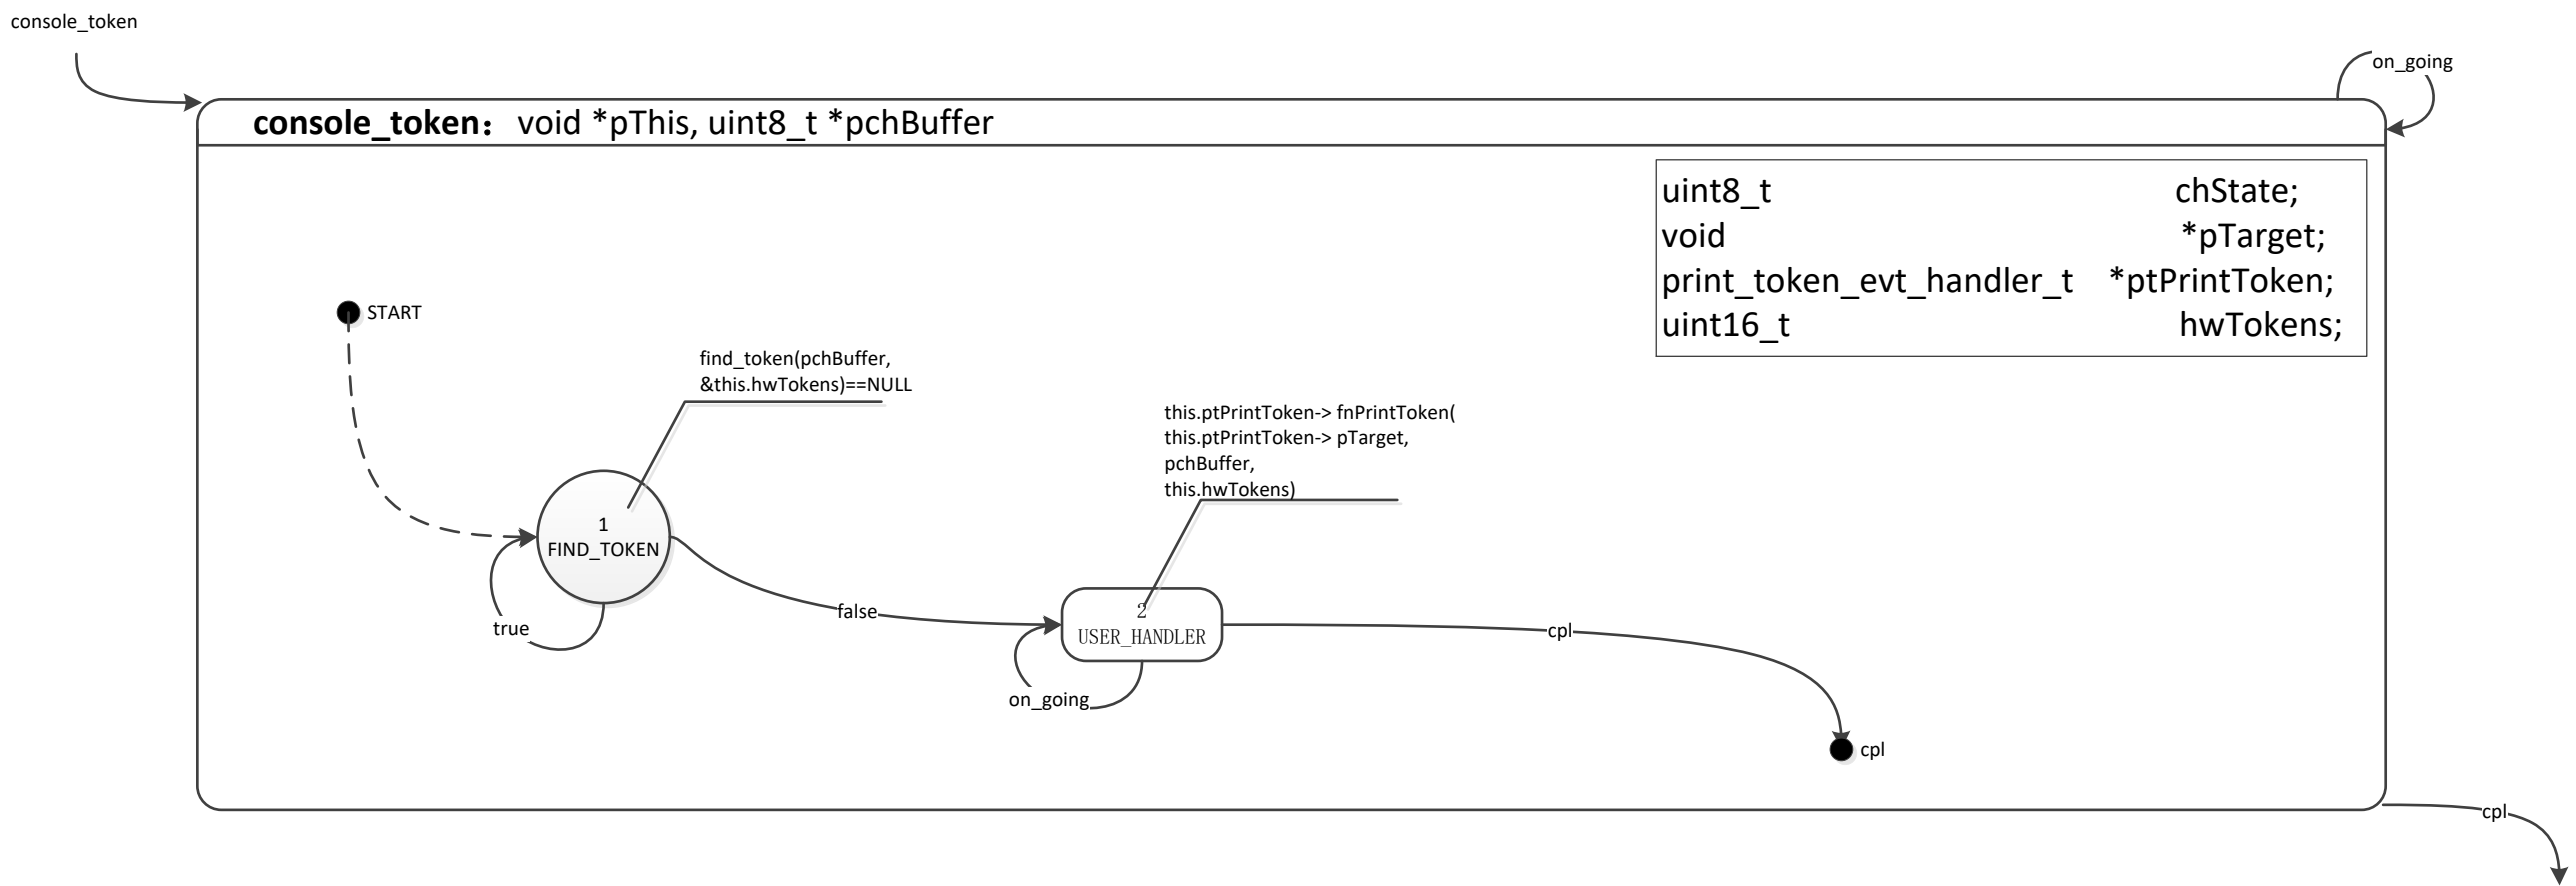 console_token
on_going
console_token： void *pThis, uint8_t *pchBuffer
uint8_t chState;
void *pTarget;
print_token_evt_handler_t *ptPrintToken;
uint16_t hwTokens;
START
find_token(pchBuffer,
&this.hwTokens)==NULL
this.ptPrintToken-> fnPrintToken(
this.ptPrintToken-> pTarget,
pchBuffer,
this.hwTokens)
1
FIND_TOKEN
true
false
2
USER_HANDLER
on_going
cpl
cpl
cpl